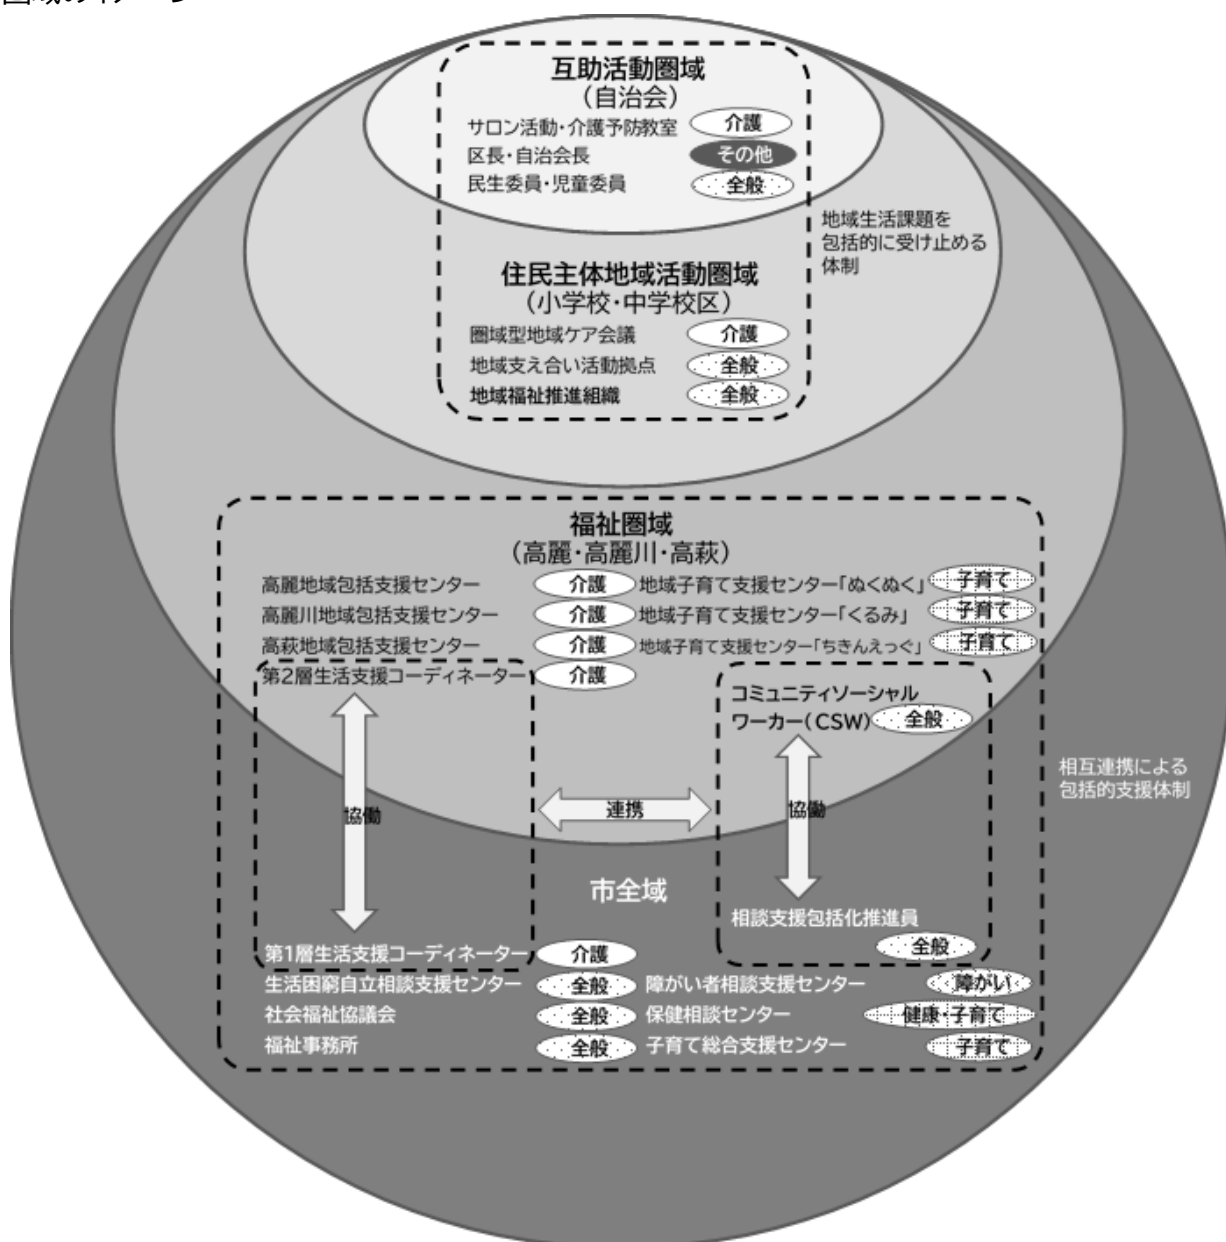 互助活動圏域
(自治会)
サロン活動・介護予防教室 介護
区長・自治会長 その他
民生委員・児童委員 全般
地域生活課題を
包括的に受け止める
体制
住民主体地域活動圏域
(小学校・中学校区)
圏域型地域ケア会議 介護
地域支え合い活動拠点 全般
地域福祉推進組織 全般
福祉圏域
(高麗・高麗川・高萩)
高麗地域包括支援センター 介護 地域子育て支援センター「ぬくぬく」 子育て
高麗川地域包括支援センター 介護 地域子育て支援センター「くるみ」 子育て
高萩地域包括支援センター 介護 地域子育て支援センター「ちきんえっぐ」 子育て
第2層生活支援コーディネーター 介護
コミュニティソーシャル
ワーカー(CSW) 全般
相互連携による
包括的支援体制
協働 連携 協働
市全域
相談支援包括化推進員
全般
第1層生活支援コーディネーター 介護
生活困窮自立相談支援センター 全般 障がい者相談支援センター 障がい
社会福祉協議会 全般 保健相談センター 健康・子育て
福祉事務所 全般 子育て総合支援センター 子育て